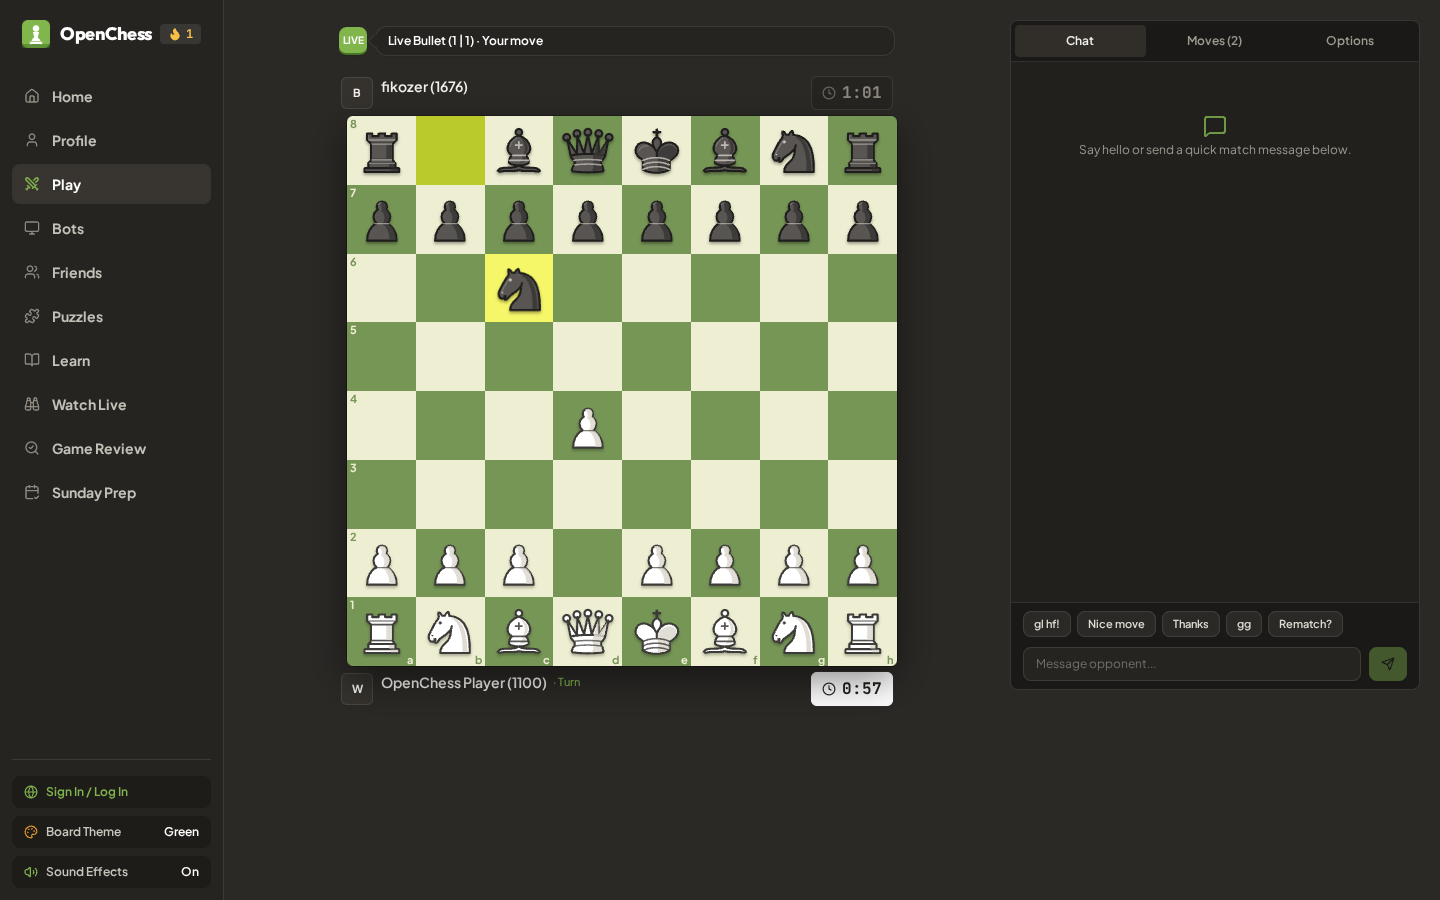 OpenChess 1
Home
Profile
Play
Bots
Friends
Puzzles
Learn
Watch Live
Game Review
Sunday Prep
Sign In / Log In
Board Theme Green
Sound Effects On
LIVE Live Bullet (1 | 1) · Your move
B fikozer (1676) 1:01
8
7
6
5
4
3
2
1
a b c d e f g h
W OpenChess Player (1100) · Turn 0:57
Chat Moves (2) Options
Say hello or send a quick match message below.
gl hf! Nice move Thanks gg Rematch?
Message opponent...